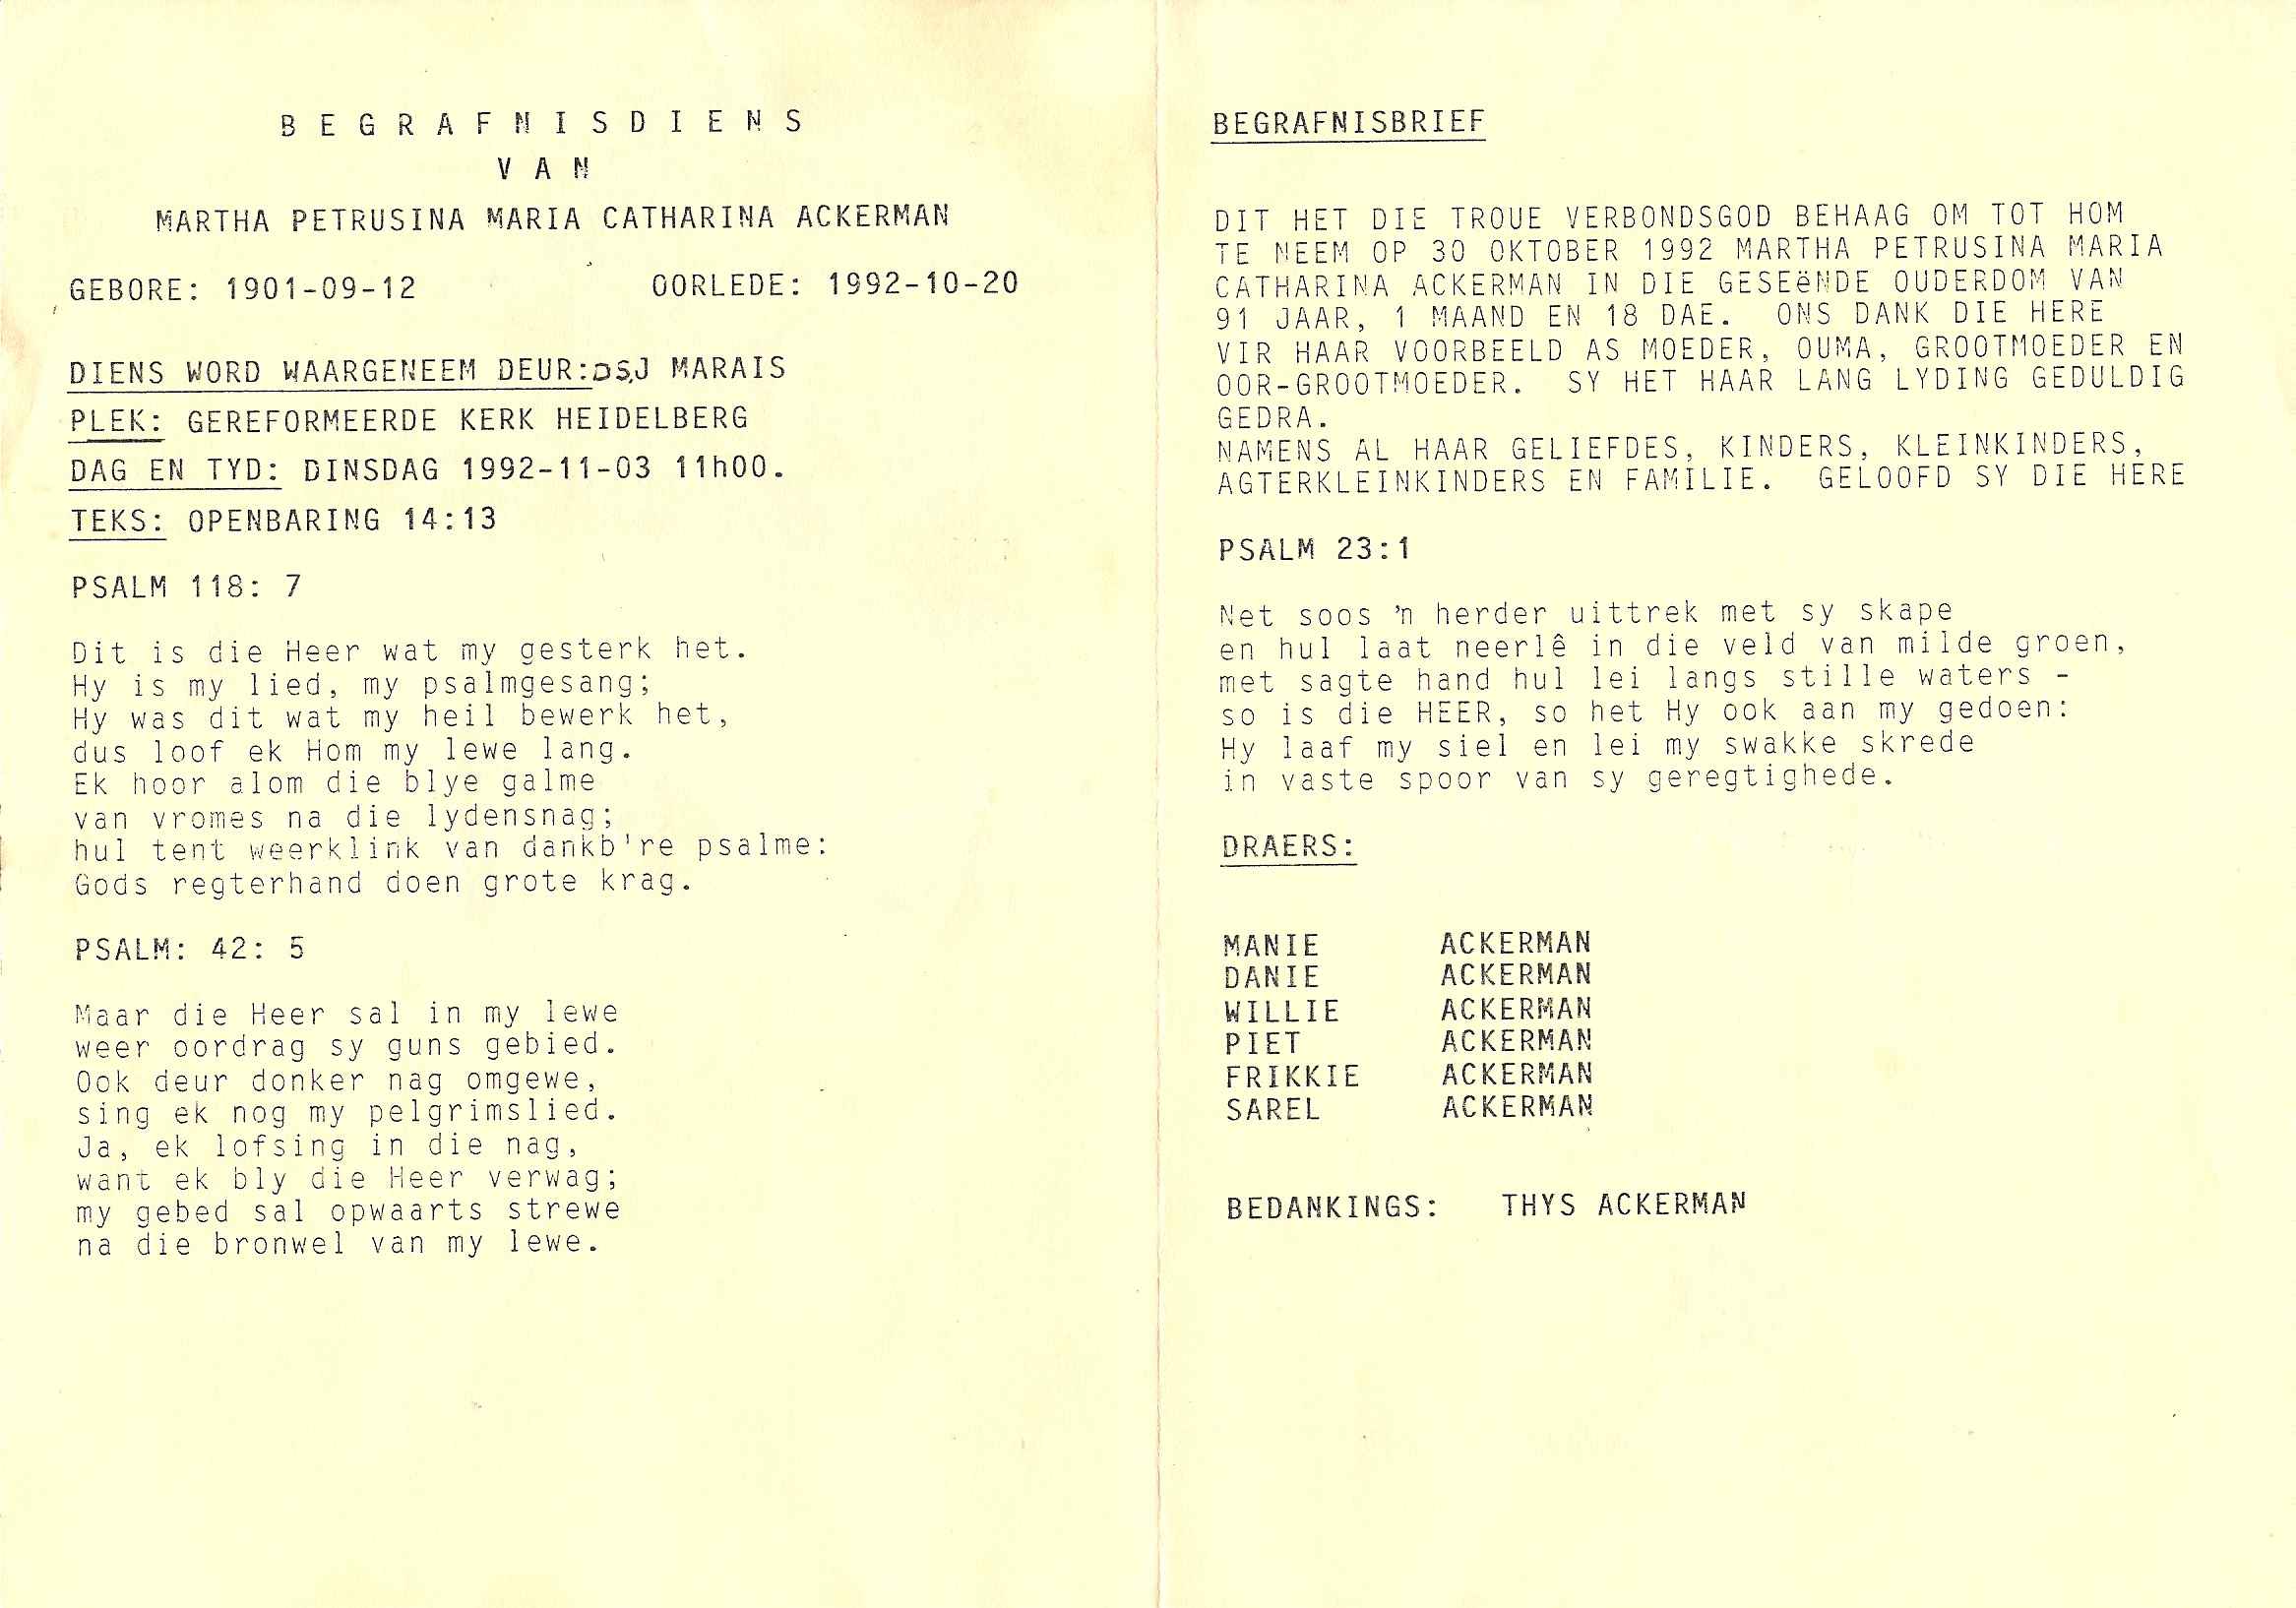 BEGRAFNISDIENS
VAN
MARTHA PETRUSINA MARIA CATHARINA ACKERMAN
GEBORE: 1901-09-12 OORLEDE: 1992-10-20
DIENS WORD WAARGENEEM DEUR:DS.J MARAIS
PLEK: GEREFORMEERDE KERK HEIDELBERG
DAG EN TYD: DINSDAG 1992-11-03 11h00.
TEKS: OPENBARING 14:13
PSALM 118: 7
Dit is die Heer wat my gesterk het.
Hy is my lied, my psalmgesang;
Hy was dit wat my heil bewerk het,
dus loof ek Hom my lewe lang.
Ek hoor alom die blye galme
van vromes na die lydensnag;
hul tent weerklink van dankb're psalme:
Gods regterhand doen grote krag.
PSALM: 42: 5
Maar die Heer sal in my lewe
weer oordrag sy guns gebied.
Ook deur donker nag omgewe,
sing ek nog my pelgrimslied.
Ja, ek lofsing in die nag,
want ek bly die Heer verwag;
my gebed sal opwaarts strewe
na die bronwel van my lewe.
BEGRAFNISBRIEF
DIT HET DIE TROUE VERBONDSGOD BEHAAG OM TOT HOM
TE NEEM OP 30 OKTOBER 1992 MARTHA PETRUSINA MARIA
CATHARINA ACKERMAN IN DIE GESEëNDE OUDERDOM VAN
91 JAAR, 1 MAAND EN 18 DAE. ONS DANK DIE HERE
VIR HAAR VOORBEELD AS MOEDER, OUMA, GROOTMOEDER EN
OOR-GROOTMOEDER. SY HET HAAR LANG LYDING GEDULDIG
GEDRA.
NAMENS AL HAAR GELIEFDES, KINDERS, KLEINKINDERS,
AGTERKLEINKINDERS EN FAMILIE. GELOOFD SY DIE HERE
PSALM 23:1
Net soos 'n herder uittrek met sy skape
en hul laat neerlê in die veld van milde groen,
met sagte hand hul lei langs stille waters -
so is die HEER, so het Hy ook aan my gedoen:
Hy laaf my siel en lei my swakke skrede
in vaste spoor van sy geregtighede.
DRAERS:
MANIE ACKERMAN
DANIE ACKERMAN
WILLIE ACKERMAN
PIET ACKERMAN
FRIKKIE ACKERMAN
SAREL ACKERMAN
BEDANKINGS: THYS ACKERMAN